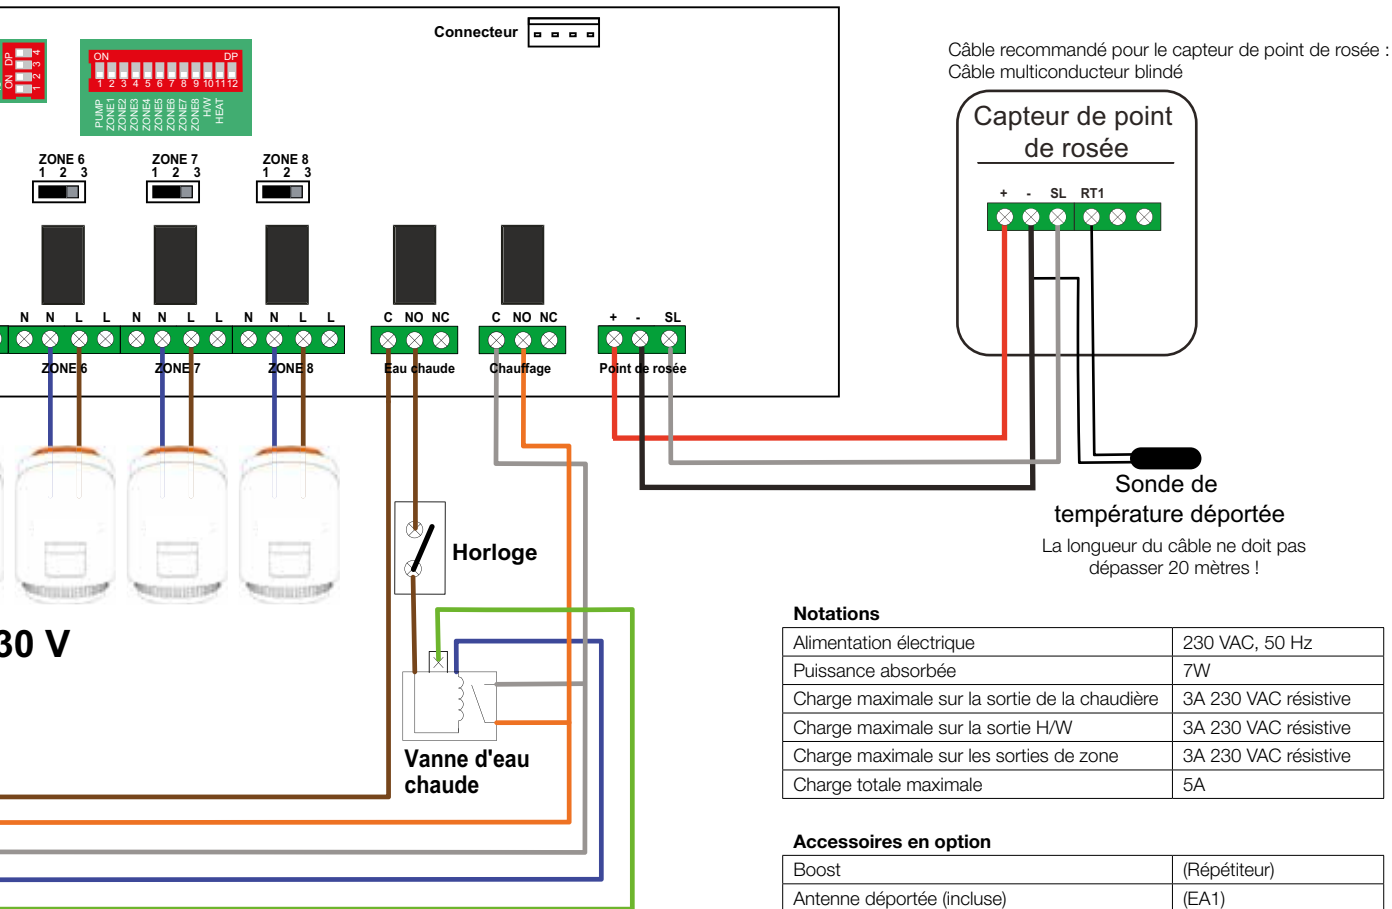 Connecteur
Câble recommandé pour le capteur de point de rosée :
Câble multiconducteur blindé
ON DP
1 2 3 4
ON DP
1 2 3 4 5 6 7 8 9 10 11 12
PUMP
ZONE1
ZONE2
ZONE3
ZONE4
ZONE5
ZONE6
ZONE7
ZONE8
H/W
HEAT
Capteur de point
de rosée
+ - SL RT1
ZONE 6
1 2 3
ZONE 7
1 2 3
ZONE 8
1 2 3
N N L L N N L L N N L L
C NO NC
C NO NC
+ - SL
ZONE 6
ZONE 7
ZONE 8
Eau chaude
Chauffage
Point de rosée
Sonde de
température déportée
La longueur du câble ne doit pas
dépasser 20 mètres !
Horloge
30 V
Vanne d'eau
chaude
Notations
Alimentation électrique 230 VAC, 50 Hz
Puissance absorbée 7W
Charge maximale sur la sortie de la chaudière 3A 230 VAC résistive
Charge maximale sur la sortie H/W 3A 230 VAC résistive
Charge maximale sur les sorties de zone 3A 230 VAC résistive
Charge totale maximale 5A
Accessoires en option
Boost (Répétiteur)
Antenne déportée (incluse) (EA1)